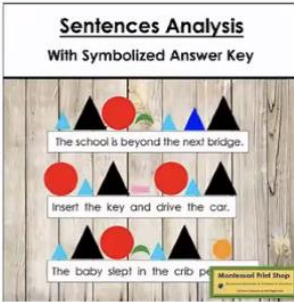 Sentences Analysis
With Symbolized Answer Key
The school is beyond the next bridge.
Insert the key and drive the car.
The baby slept in the crib pe
Montessori Print Shop